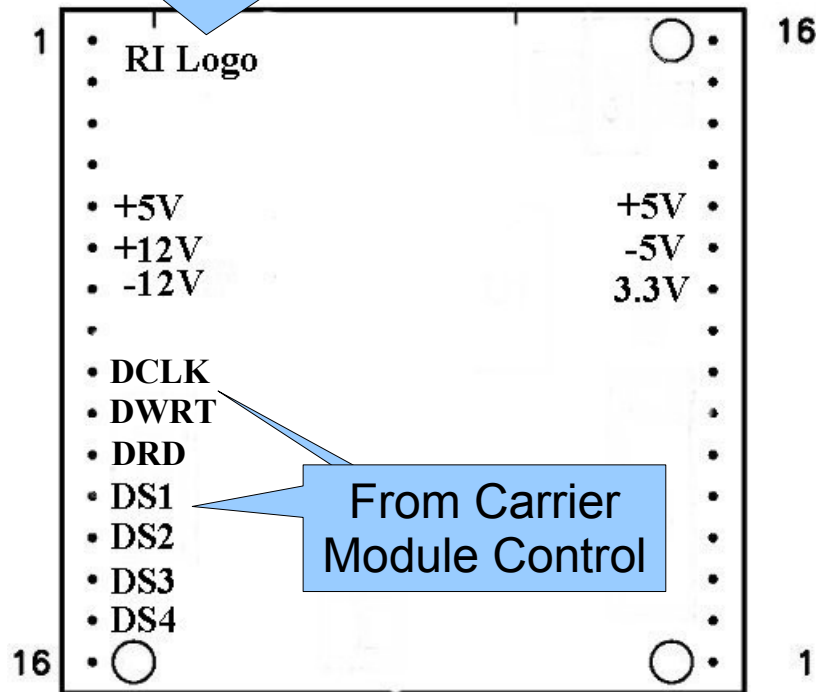 1 16
RI Logo
+5V +5V
+12V -5V
-12V 3.3V
DCLK
DWRT
DRD
DS1
DS2
DS3
DS4
From Carrier
Module Control
16 1